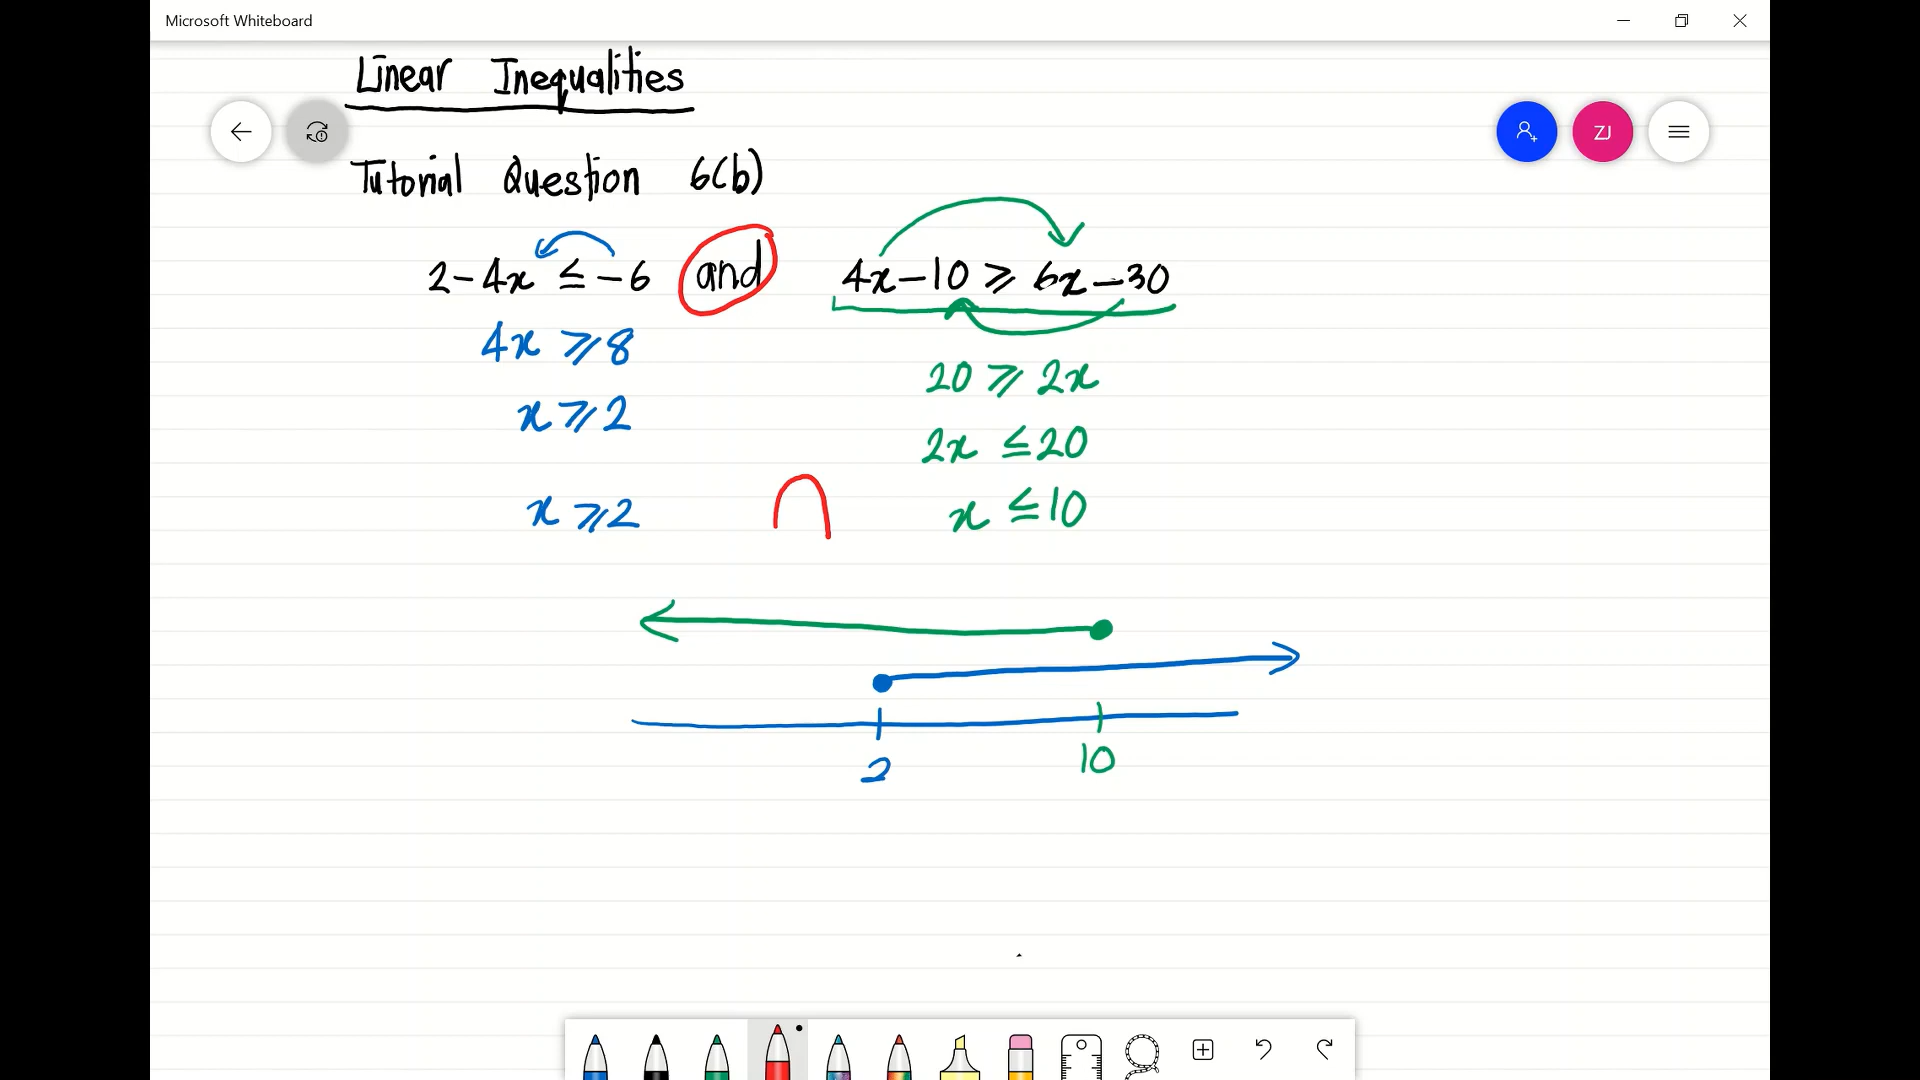 Microsoft Whiteboard
Linear Inequalities
ZJ
Tutorial Question 6(b)
2-4x ≤ -6 and 4x-10 ≥ 6x-30
4x ≥ 8
20 ≥ 2x
x ≥ 2
2x ≤ 20
x ≥ 2 ∩ x ≤ 10
2 10